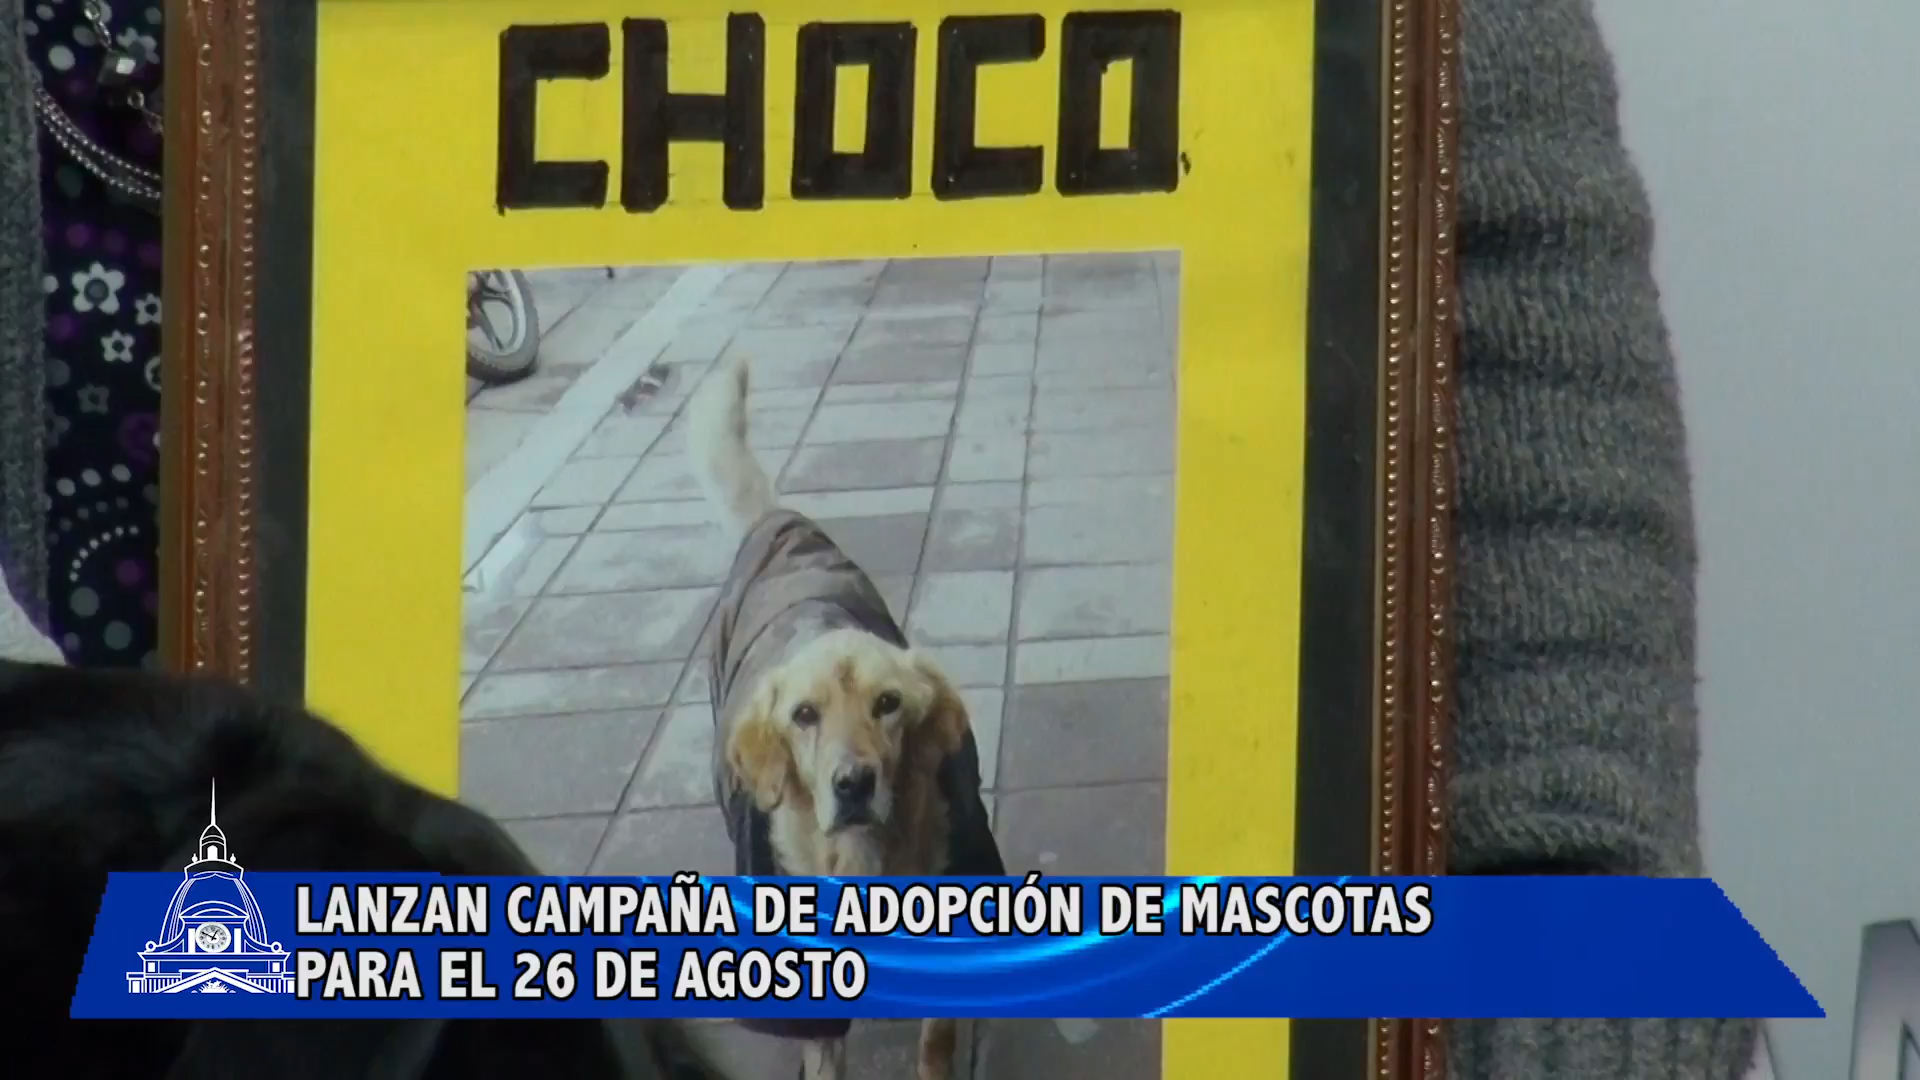 CHOCO
LANZAN CAMPAÑA DE ADOPCIÓN DE MASCOTAS
PARA EL 26 DE AGOSTO